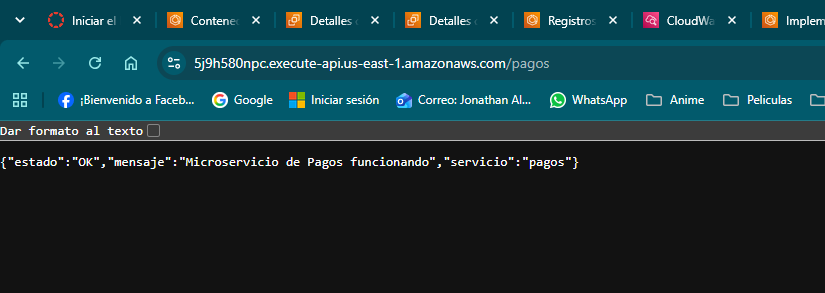 Iniciar el
Conteneo
Detalles d
Detalles d
Registros
CloudWa
Implem
5j9h580npc.execute-api.us-east-1.amazonaws.com/pagos
¡Bienvenido a Faceb...
Google
Iniciar sesión
Correo: Jonathan Al...
WhatsApp
Anime
Peliculas
Dar formato al texto
{"estado":"OK","mensaje":"Microservicio de Pagos funcionando","servicio":"pagos"}